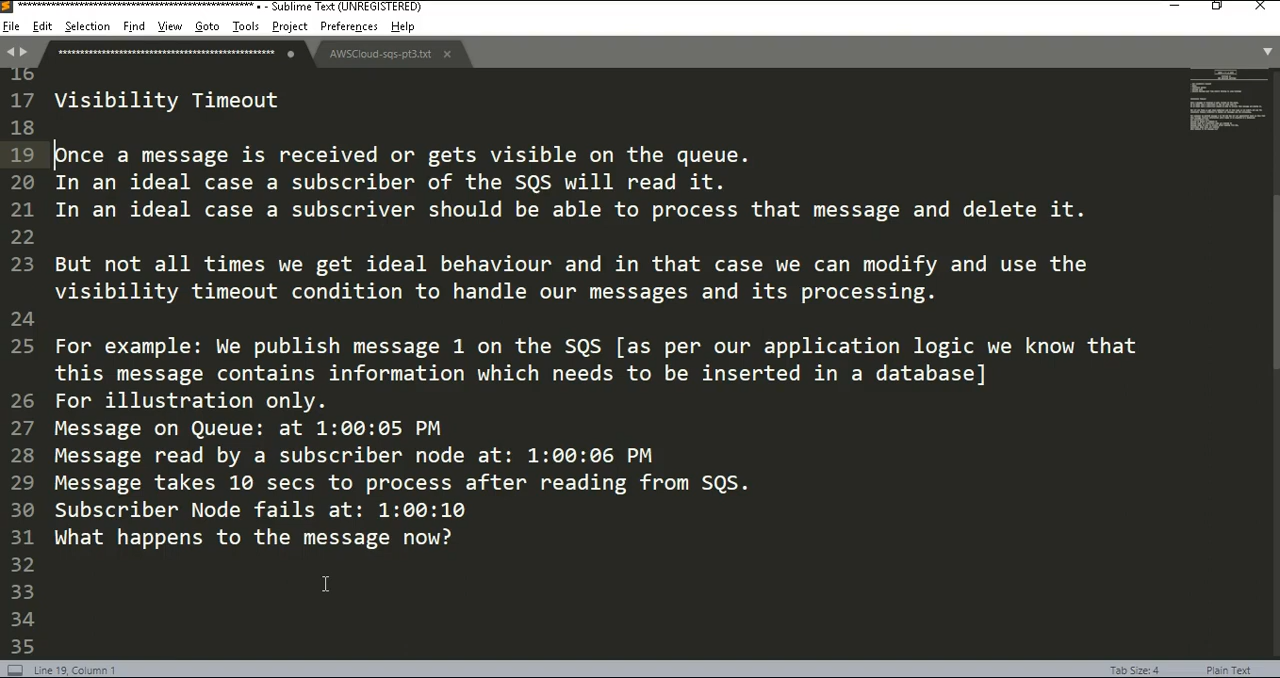 ************************************************ • - Sublime Text (UNREGISTERED)
File Edit Selection Find View Goto Tools Project Preferences Help
************************************************ AWSCloud-sqs-pt3.txt
16
17 Visibility Timeout
18
19 Once a message is received or gets visible on the queue.
20 In an ideal case a subscriber of the SQS will read it.
21 In an ideal case a subscriver should be able to process that message and delete it.
22
23 But not all times we get ideal behaviour and in that case we can modify and use the
visibility timeout condition to handle our messages and its processing.
24
25 For example: We publish message 1 on the SQS [as per our application logic we know that
this message contains information which needs to be inserted in a database]
26 For illustration only.
27 Message on Queue: at 1:00:05 PM
28 Message read by a subscriber node at: 1:00:06 PM
29 Message takes 10 secs to process after reading from SQS.
30 Subscriber Node fails at: 1:00:10
31 What happens to the message now?
32
33
34
35
Line 19, Column 1 Tab Size: 4 Plain Text